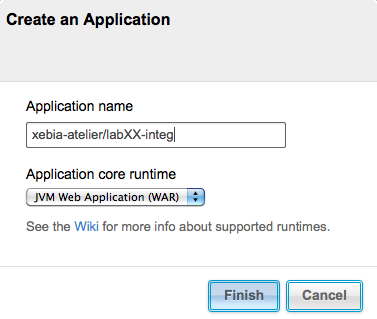 Create an Application
Application name
xebia-atelier/labXX-integ
Application core runtime
JVM Web Application (WAR)
See the Wiki for more info about supported runtimes.
Finish
Cancel